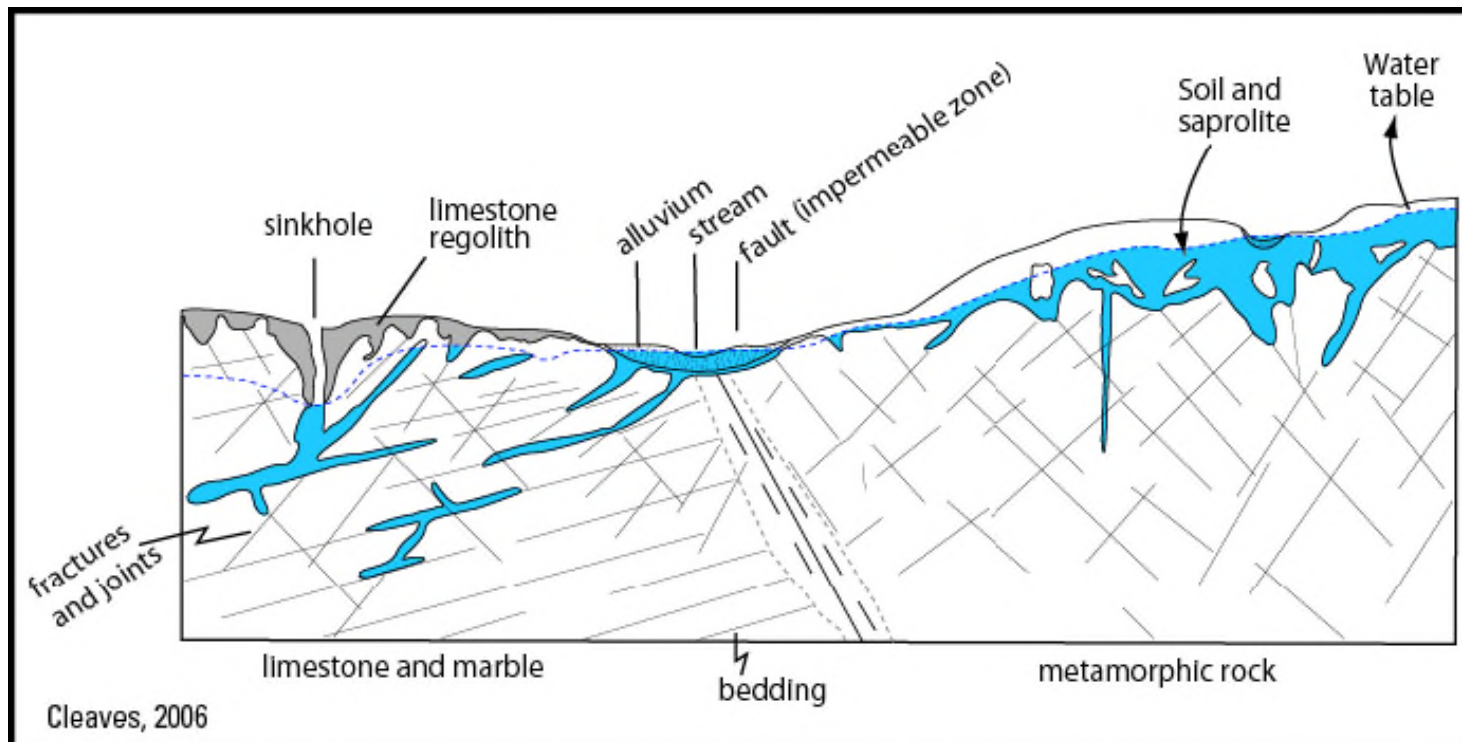 Water
table
Soil and
saprolite
fault (impermeable zone)
stream
alluvium
limestone
regolith
sinkhole
fractures
and joints
limestone and marble
bedding
metamorphic rock
Cleaves, 2006